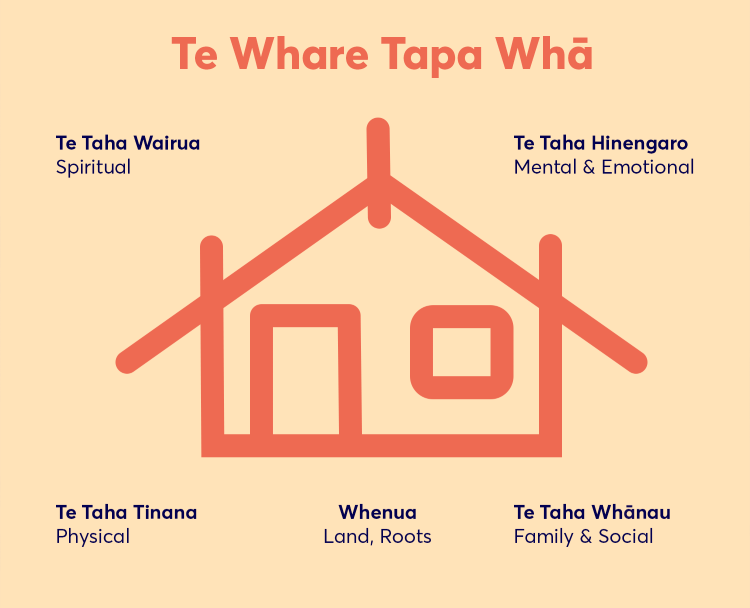 Te Whare Tapa Whā
Te Taha Wairua
Spiritual
Te Taha Hinengaro
Mental & Emotional
Te Taha Tinana
Physical
Whenua
Land, Roots
Te Taha Whānau
Family & Social